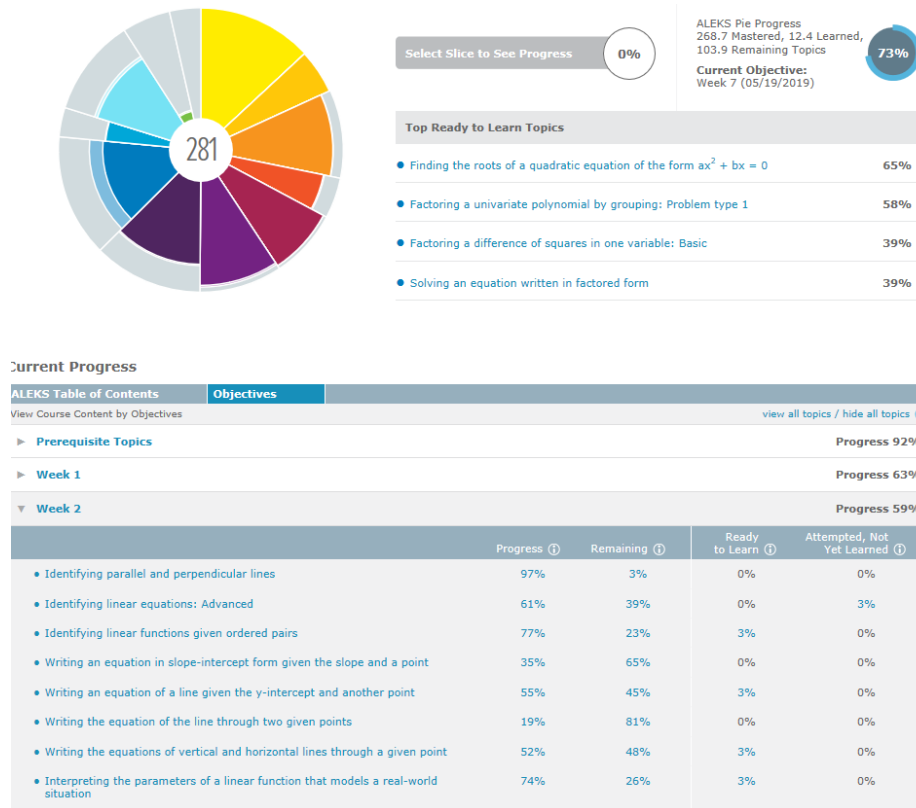 281
Select Slice to See Progress 0%
ALEKS Pie Progress
268.7 Mastered, 12.4 Learned,
103.9 Remaining Topics
Current Objective:
Week 7 (05/19/2019)
73%
Top Ready to Learn Topics
• Finding the roots of a quadratic equation of the form ax² + bx = 0 65%
• Factoring a univariate polynomial by grouping: Problem type 1 58%
• Factoring a difference of squares in one variable: Basic 39%
• Solving an equation written in factored form 39%
Current Progress
ALEKS Table of Contents Objectives
View Course Content by Objectives view all topics / hide all topics
Prerequisite Topics Progress 92%
Week 1 Progress 63%
Week 2 Progress 59%
Progress Remaining Ready to Learn Attempted, Not Yet Learned
• Identifying parallel and perpendicular lines 97% 3% 0% 0%
• Identifying linear equations: Advanced 61% 39% 0% 3%
• Identifying linear functions given ordered pairs 77% 23% 3% 0%
• Writing an equation in slope-intercept form given the slope and a point 35% 65% 0% 0%
• Writing an equation of a line given the y-intercept and another point 55% 45% 3% 0%
• Writing the equation of the line through two given points 19% 81% 0% 0%
• Writing the equations of vertical and horizontal lines through a given point 52% 48% 3% 0%
• Interpreting the parameters of a linear function that models a real-world 74% 26% 3% 0%
situation